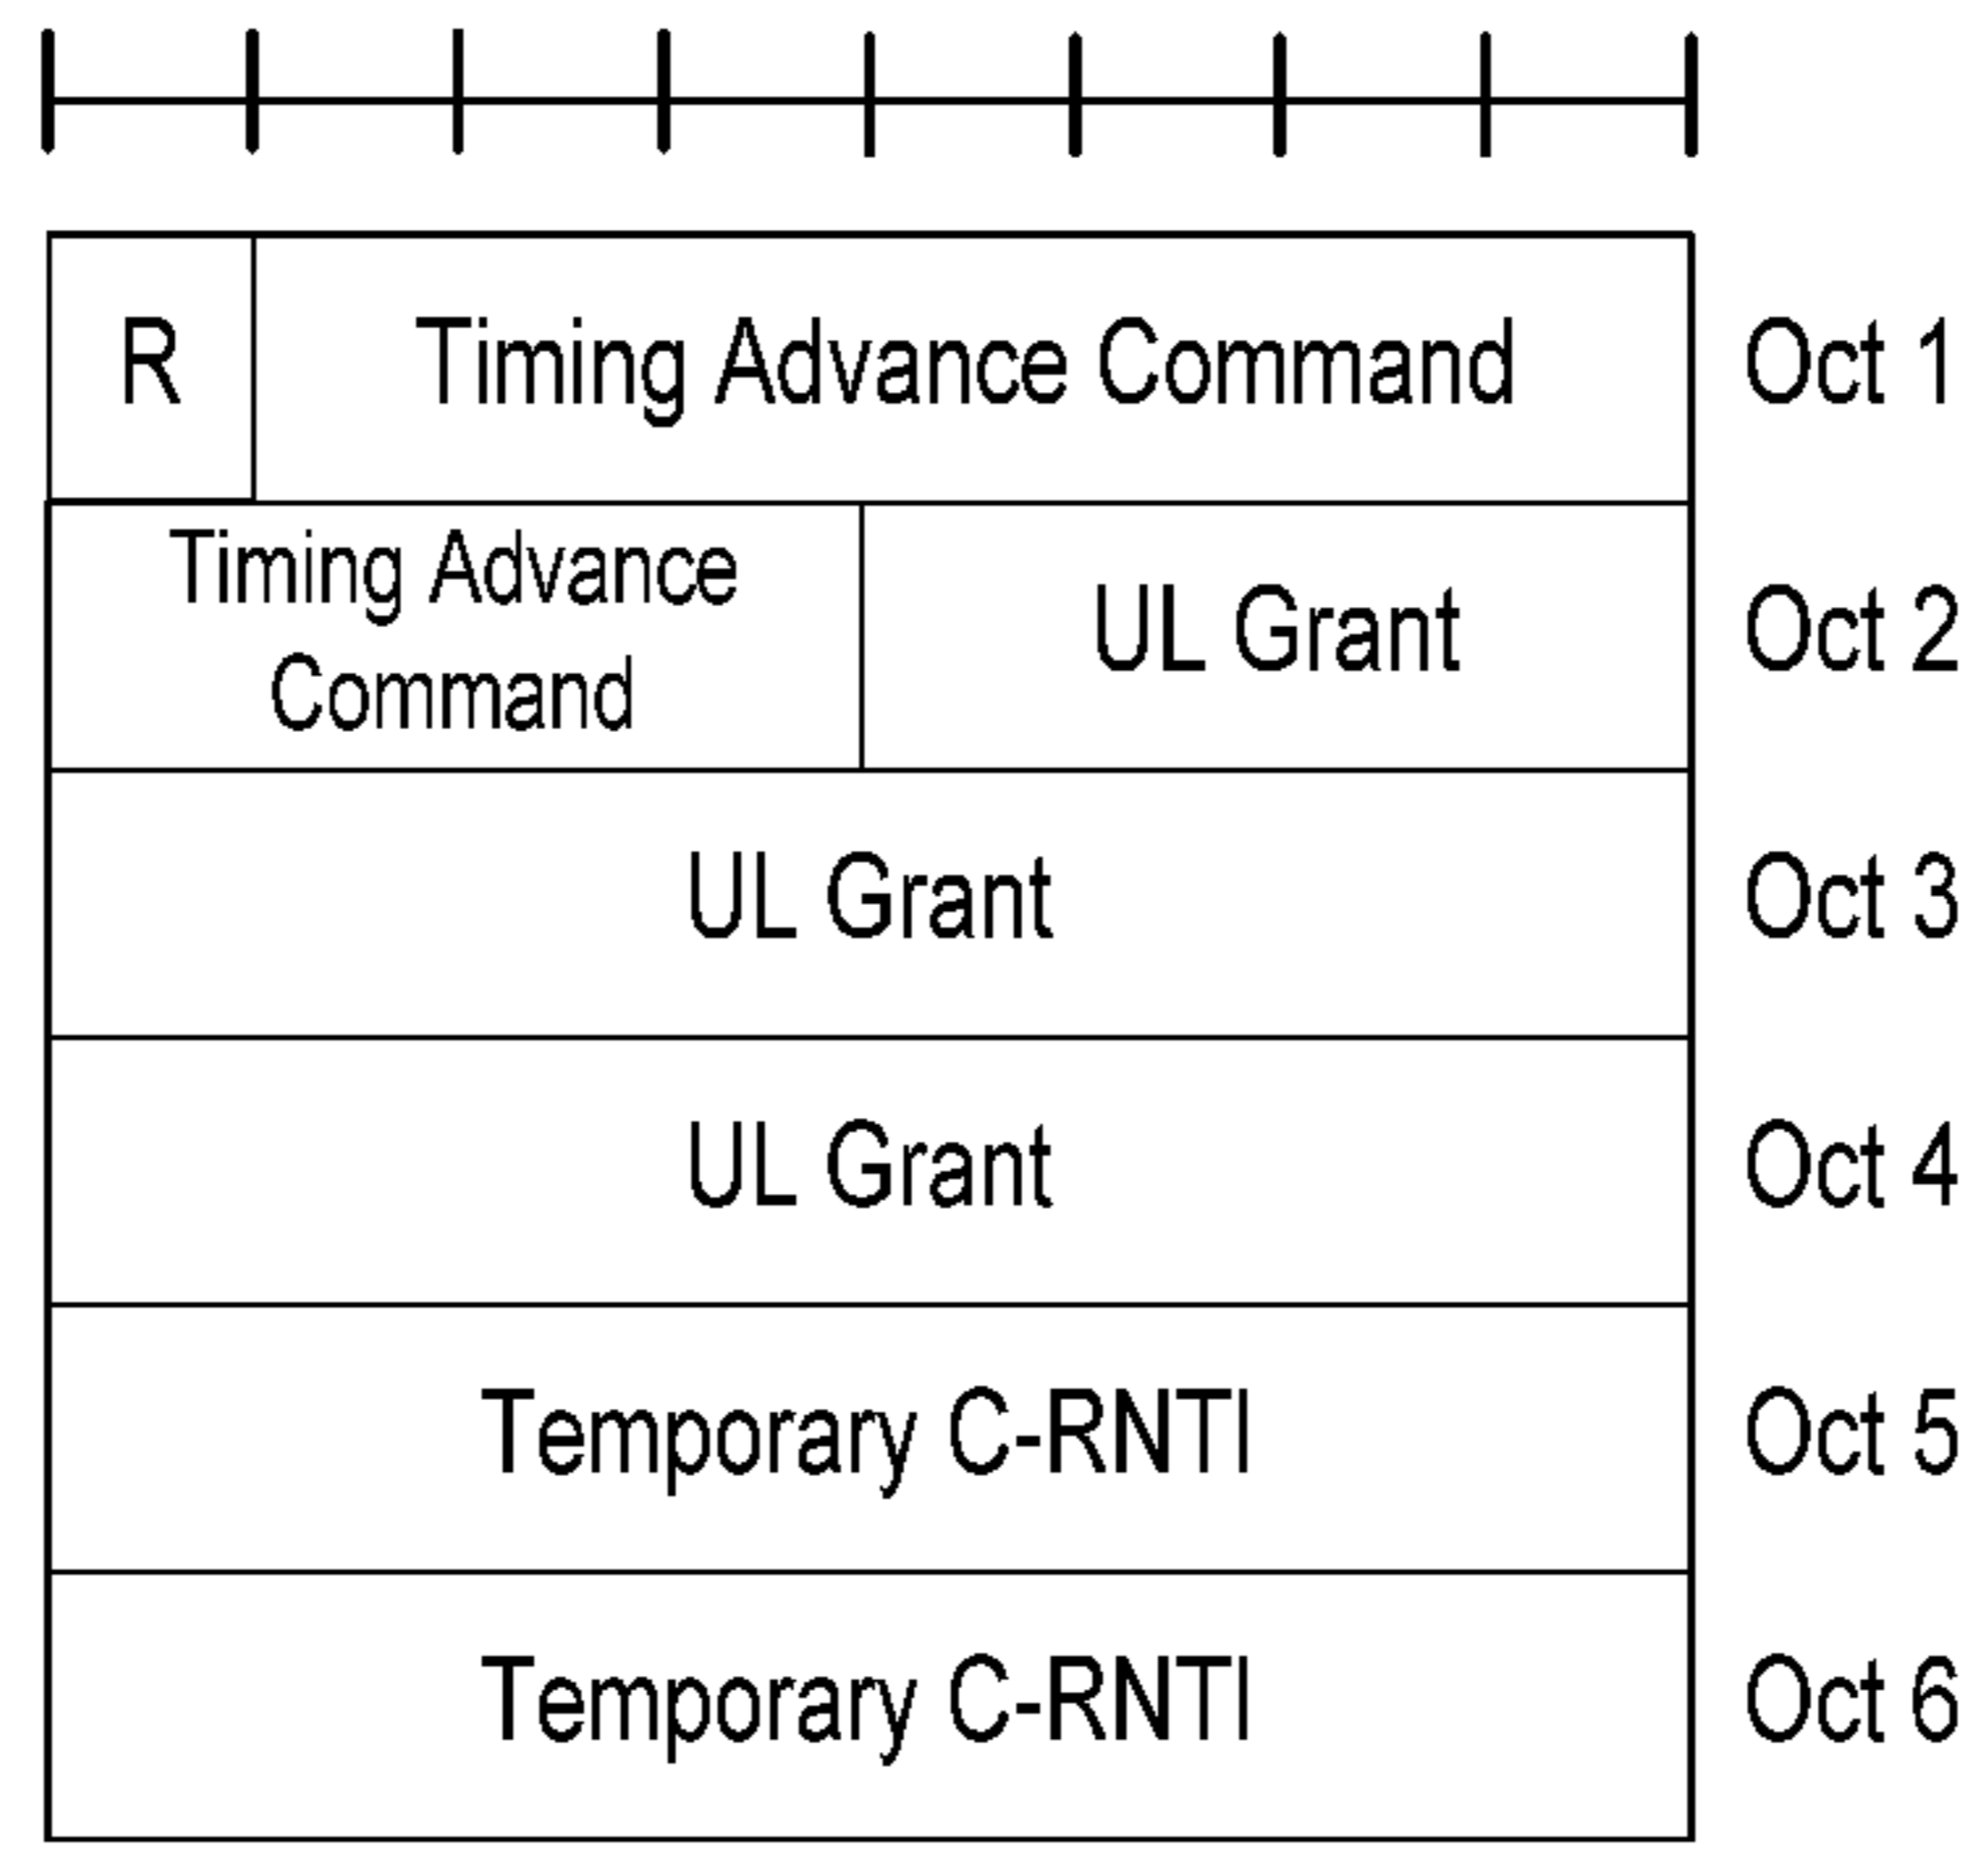 R Timing Advance Command Oct 1
Timing Advance
Command
UL Grant Oct 2
UL Grant Oct 3
UL Grant Oct 4
Temporary C-RNTI Oct 5
Temporary C-RNTI Oct 6